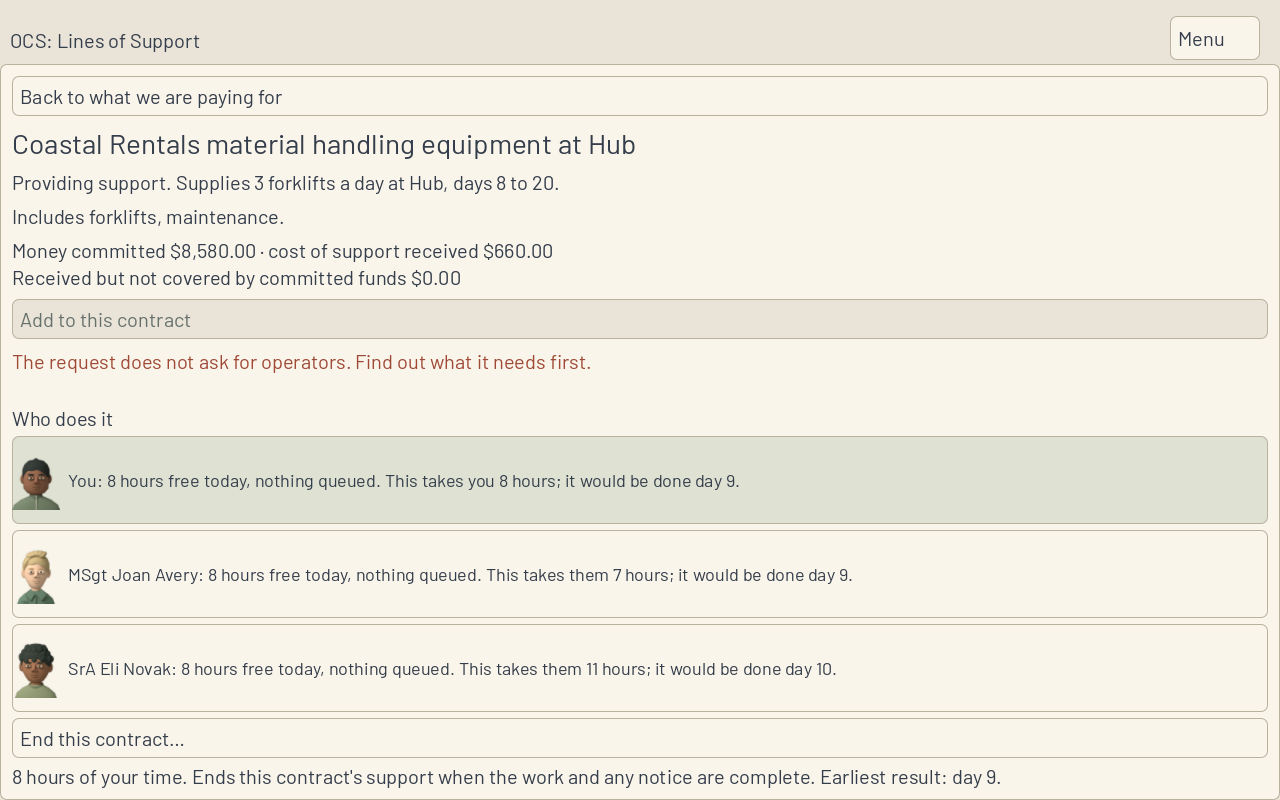 OCS: Lines of Support
Menu
Back to what we are paying for
Coastal Rentals material handling equipment at Hub
Providing support. Supplies 3 forklifts a day at Hub, days 8 to 20.
Includes forklifts, maintenance.
Money committed $8,580.00 · cost of support received $660.00
Received but not covered by committed funds $0.00
Add to this contract
The request does not ask for operators. Find out what it needs first.
Who does it
You: 8 hours free today, nothing queued. This takes you 8 hours; it would be done day 9.
MSgt Joan Avery: 8 hours free today, nothing queued. This takes them 7 hours; it would be done day 9.
SrA Eli Novak: 8 hours free today, nothing queued. This takes them 11 hours; it would be done day 10.
End this contract...
8 hours of your time. Ends this contract's support when the work and any notice are complete. Earliest result: day 9.